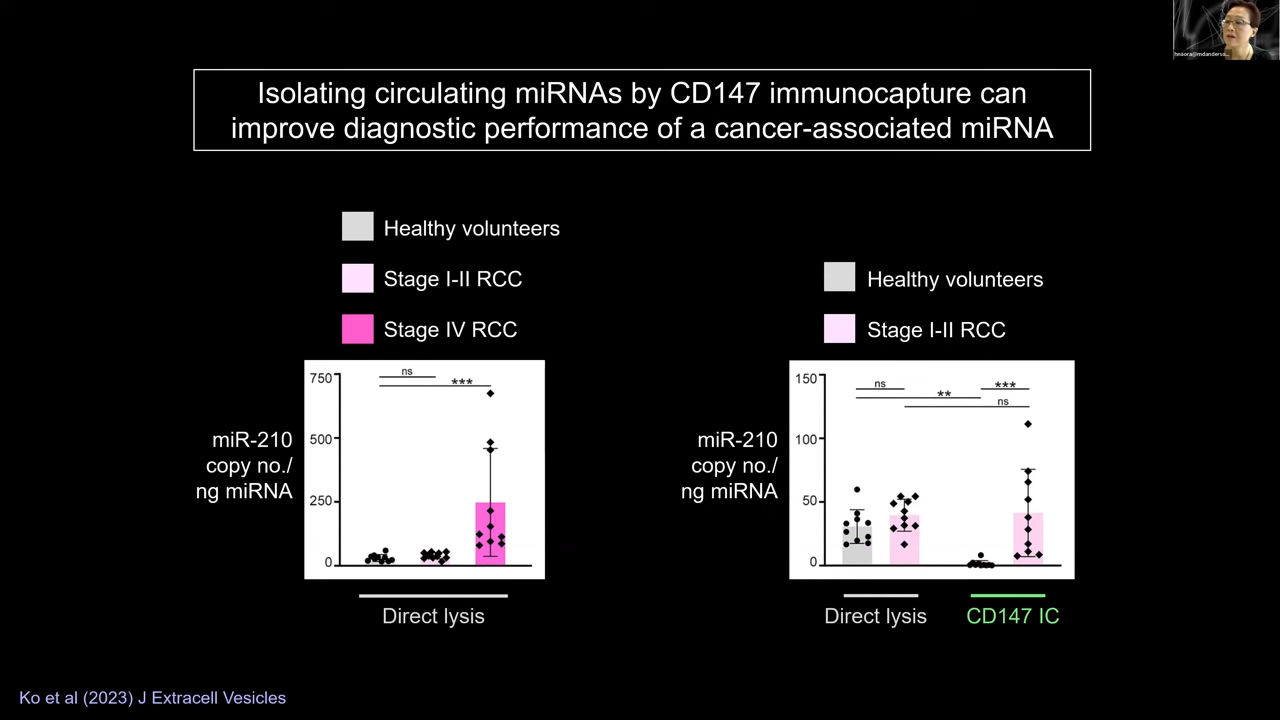 hnaora@mdanderso...
Isolating circulating miRNAs by CD147 immunocapture can
improve diagnostic performance of a cancer-associated miRNA
Healthy volunteers
Stage I-II RCC
Stage IV RCC
miR-210
copy no./
ng miRNA
750
500
250
0
ns
***
Direct lysis
Healthy volunteers
Stage I-II RCC
miR-210
copy no./
ng miRNA
150
100
50
0
ns
**
***
ns
Direct lysis
CD147 IC
Ko et al (2023) J Extracell Vesicles